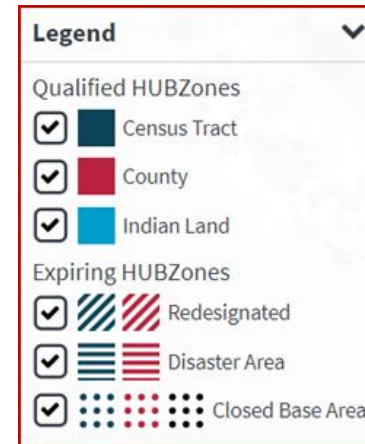 Legend
Qualified HUBZones
Census Tract
County
Indian Land
Expiring HUBZones
Redesignated
Disaster Area
Closed Base Area